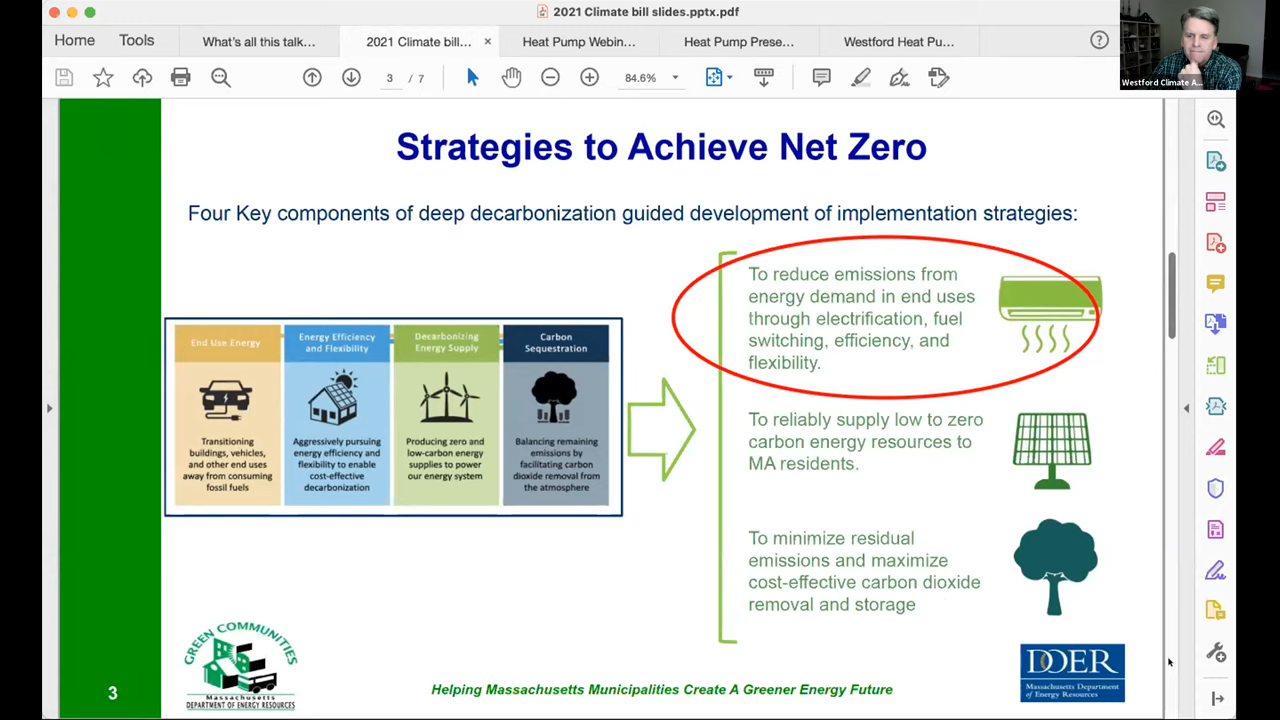 2021 Climate bill slides.pptx.pdf
Westford Climate A...
Home
Tools
What's all this talk...
2021 Climate bill...
×
Heat Pump Webin...
Heat Pump Prese...
Westford Heat Pu...
3 / 7
84.6%
Strategies to Achieve Net Zero
Four Key components of deep decarbonization guided development of implementation strategies:
End Use Energy
Transitioning
buildings, vehicles,
and other end uses
away from consuming
fossil fuels
Energy Efficiency
and Flexibility
Aggressively pursuing
energy efficiency and
flexibility to enable
cost-effective
decarbonization
Decarbonizing
Energy Supply
Producing zero and
low-carbon energy
supplies to power
our energy system
Carbon
Sequestration
Balancing remaining
emissions by
facilitating carbon
dioxide removal from
the atmosphere
To reduce emissions from
energy demand in end uses
through electrification, fuel
switching, efficiency, and
flexibility.
To reliably supply low to zero
carbon energy resources to
MA residents.
To minimize residual
emissions and maximize
cost-effective carbon dioxide
removal and storage
3
GREEN COMMUNITIES
Massachusetts
DEPARTMENT OF ENERGY RESOURCES
Helping Massachusetts Municipalities Create A Greener Energy Future
DOER
Massachusetts Department
of Energy Resources